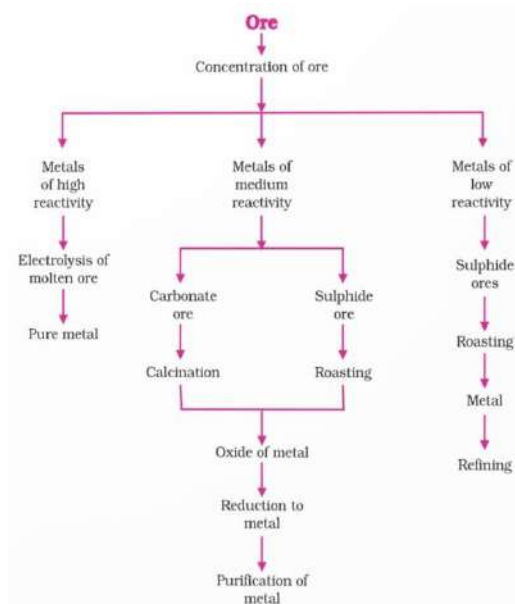 Ore
Concentration of ore
Metals
of high
reactivity
Electrolysis of
molten ore
Pure metal
Metals of
medium
reactivity
Carbonate
ore
Calcination
Sulphide
ore
Roasting
Oxide of metal
Reduction to
metal
Purification of
metal
Metals
of low
reactivity
Sulphide
ores
Roasting
Metal
Refining